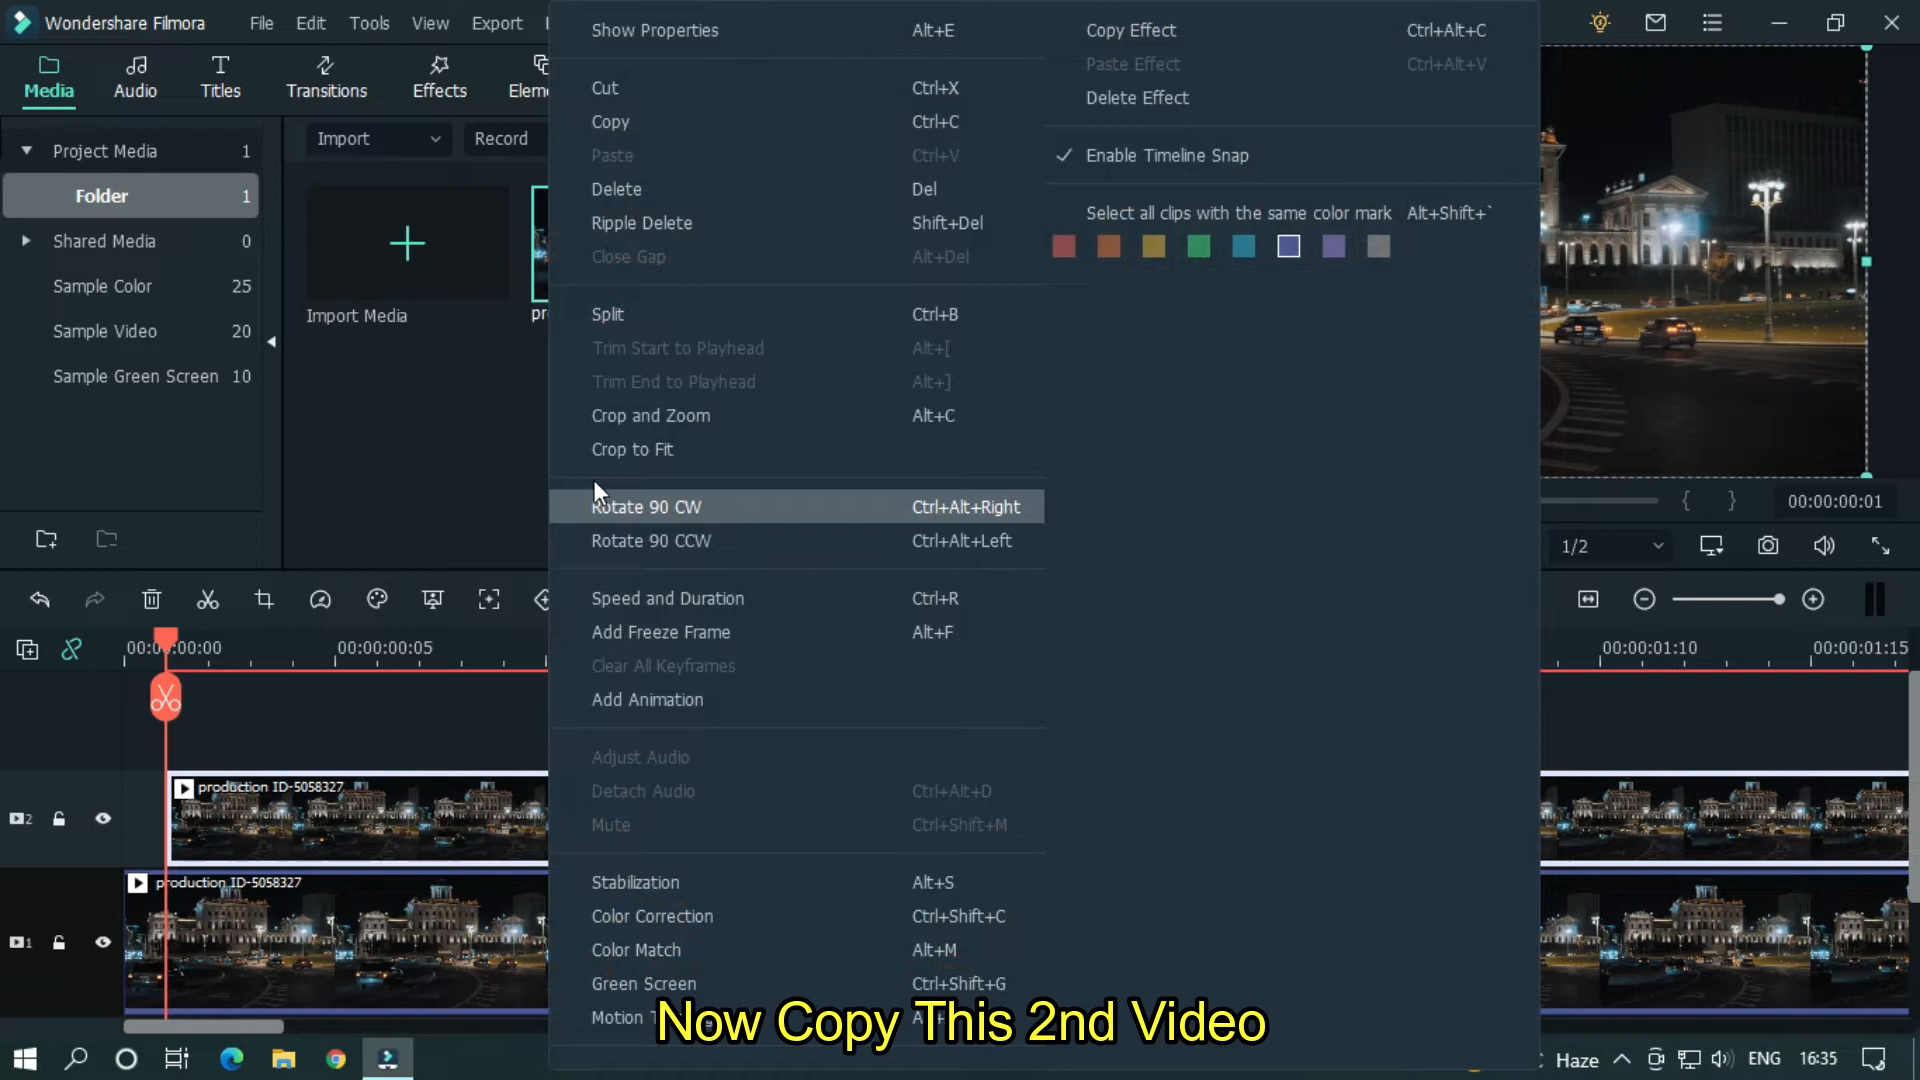 Wondershare Filmora File Edit Tools View Export
Media Audio Titles Transitions Effects Elem
Import Record
Project Media 1
Folder 1
Shared Media 0
Sample Color 25
Sample Video 20
Sample Green Screen 10
Import Media
pr
Show Properties Alt+E
Cut Ctrl+X
Copy Ctrl+C
Paste Ctrl+V
Delete Del
Ripple Delete Shift+Del
Close Gap Alt+Del
Split Ctrl+B
Trim Start to Playhead Alt+[
Trim End to Playhead Alt+]
Crop and Zoom Alt+C
Crop to Fit
Rotate 90 CW Ctrl+Alt+Right
Rotate 90 CCW Ctrl+Alt+Left
Speed and Duration Ctrl+R
Add Freeze Frame Alt+F
Clear All Keyframes
Add Animation
Adjust Audio
Detach Audio Ctrl+Alt+D
Mute Ctrl+Shift+M
Stabilization Alt+S
Color Correction Ctrl+Shift+C
Color Match Alt+M
Green Screen Ctrl+Shift+G
Motion
Copy Effect Ctrl+Alt+C
Paste Effect Ctrl+Alt+V
Delete Effect
Enable Timeline Snap
Select all clips with the same color mark Alt+Shift+`
{ } 00:00:00:01
1/2
00:00:00:00 00:00:00:05 00:00:01:10 00:00:01:15
2 production ID-5058327
1 production ID-5058327
Now Copy This 2nd Video
Haze ENG 16:35